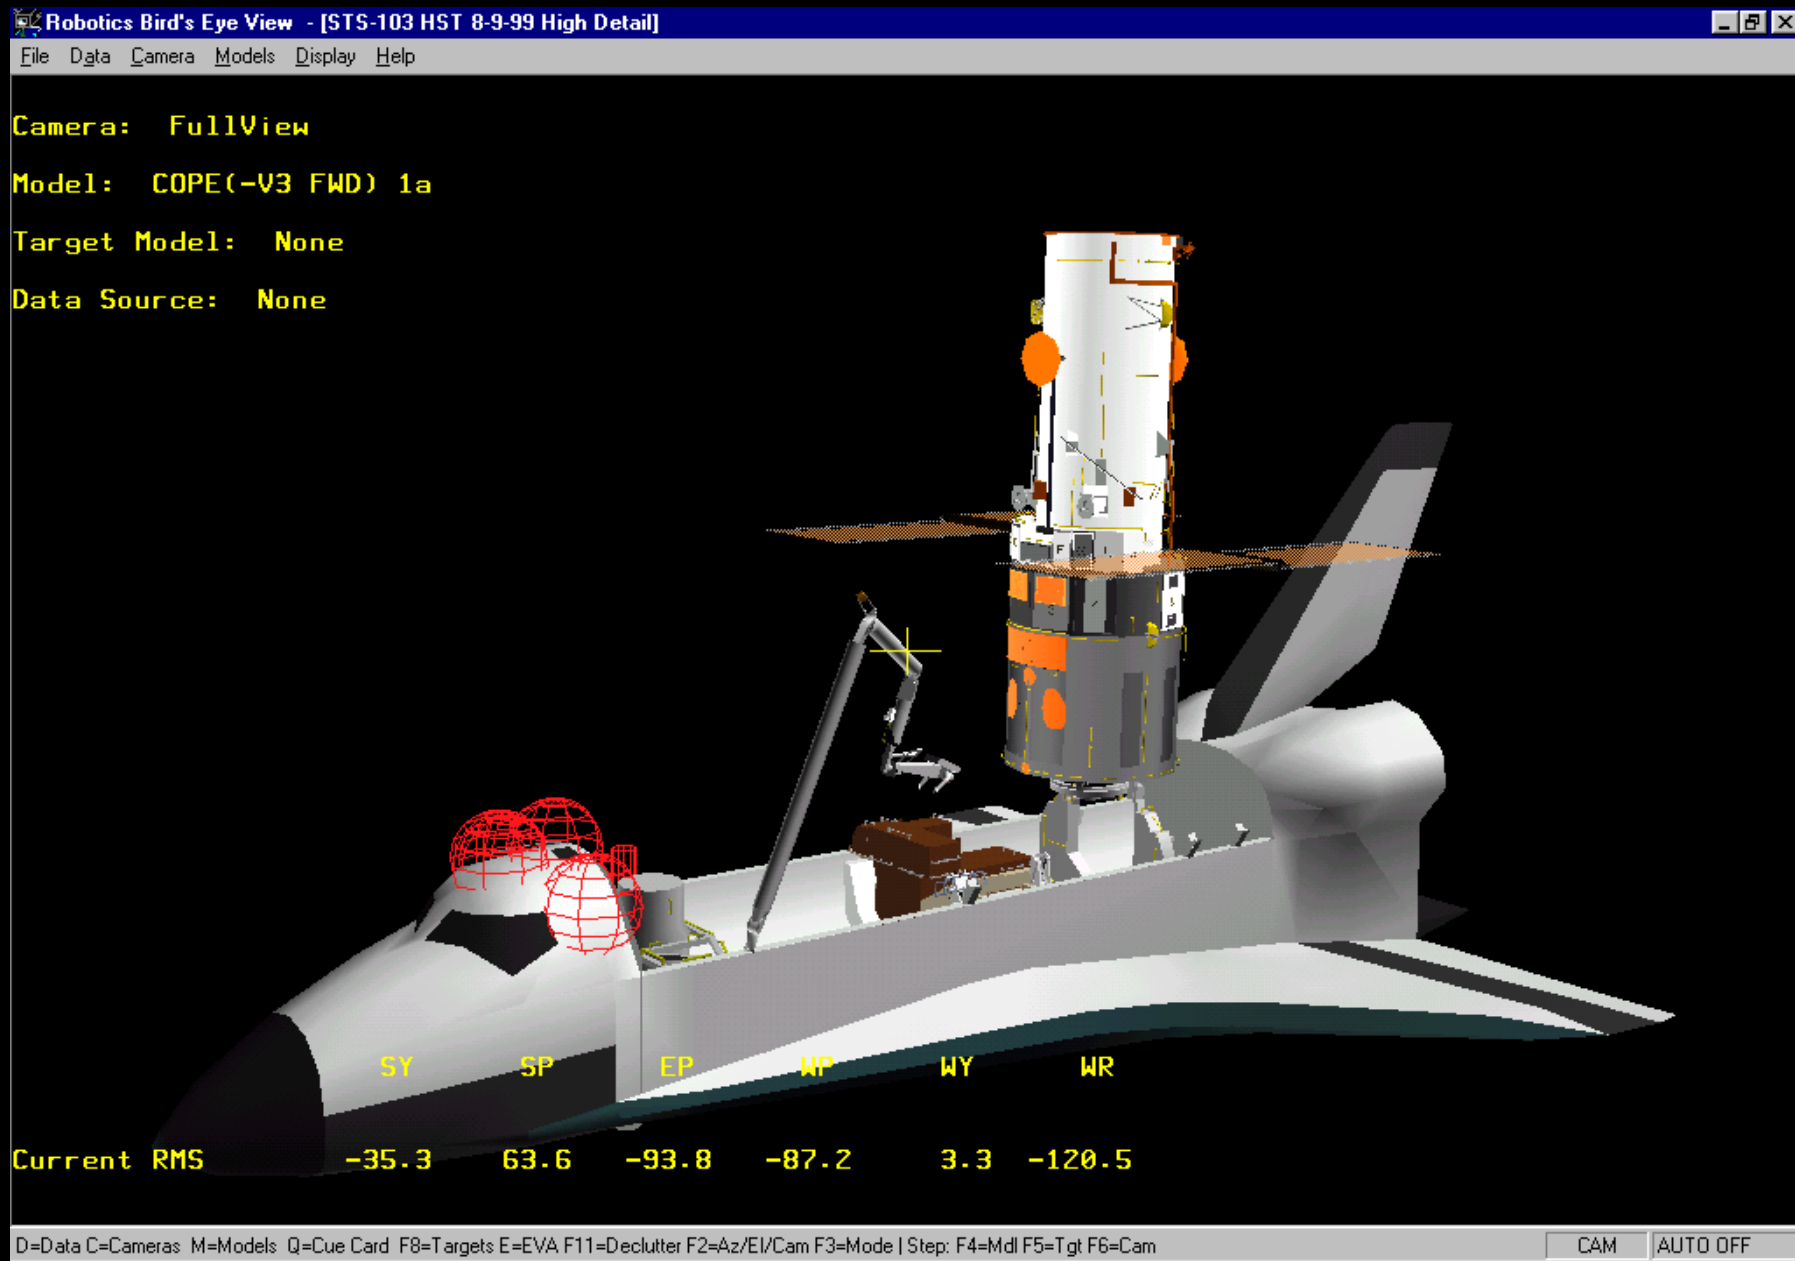 Robotics Bird's Eye View - [STS-103 HST 8-9-99 High Detail]
File Data Camera Models Display Help
Camera: FullView
Model: COPE(-V3 FWD) 1a
Target Model: None
Data Source: None
SY SP EP WP WY WR
Current RMS -35.3 63.6 -93.8 -87.2 3.3 -120.5
D=Data C=Cameras M=Models Q=Cue Card F8=Targets E=EVA F11=Declutter F2=Az/El/Cam F3=Mode | Step: F4=Mdl F5=Tgt F6=Cam CAM AUTO OFF